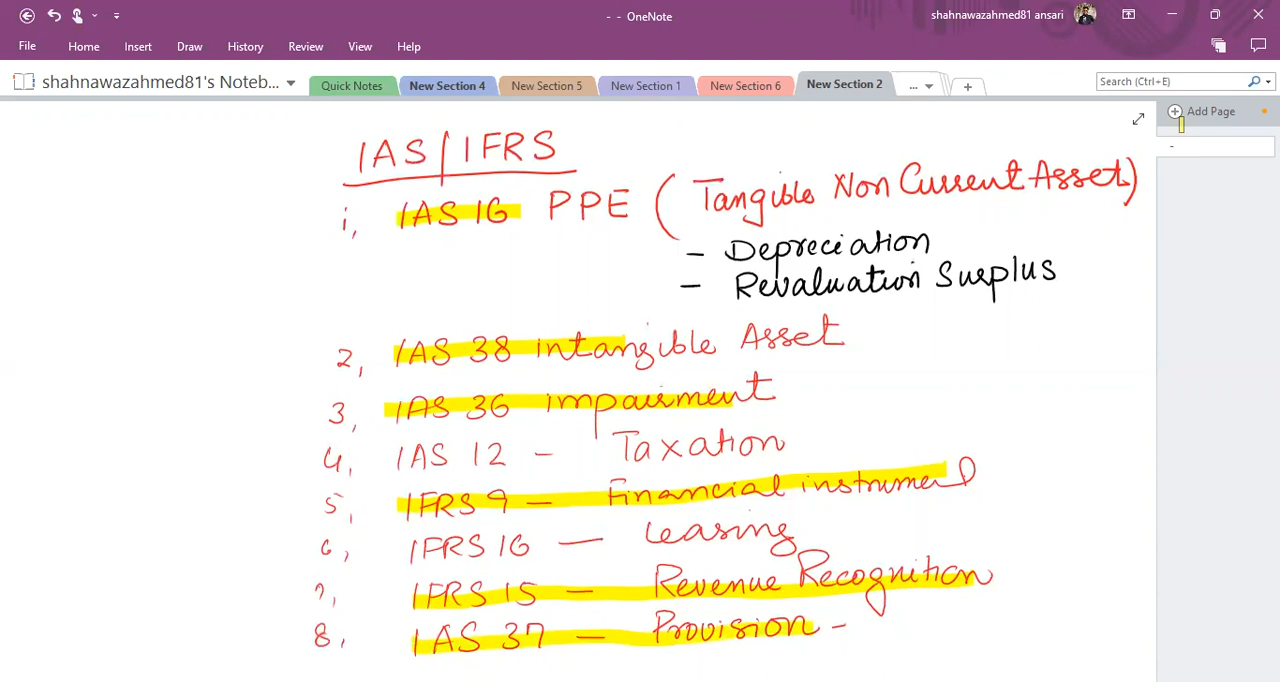 - - OneNote
shahnawazahmed81 ansari
File Home Insert Draw History Review View Help
shahnawazahmed81's Noteb... Quick Notes New Section 4 New Section 5 New Section 1 New Section 6 New Section 2 ... + Search (Ctrl+E)
Add Page
-
IAS | IFRS
i, IAS 16 PPE ( Tangible Non Current Asset )
- Depreciation
- Revaluation Surplus
2, IAS 38 intangible Asset
3, IAS 36 impairment
4, IAS 12 - Taxation
5, IFRS 9 - Financial instrument
6, IFRS 16 - Leasing
7, IFRS 15 - Revenue Recognition
8, IAS 37 - Provision -